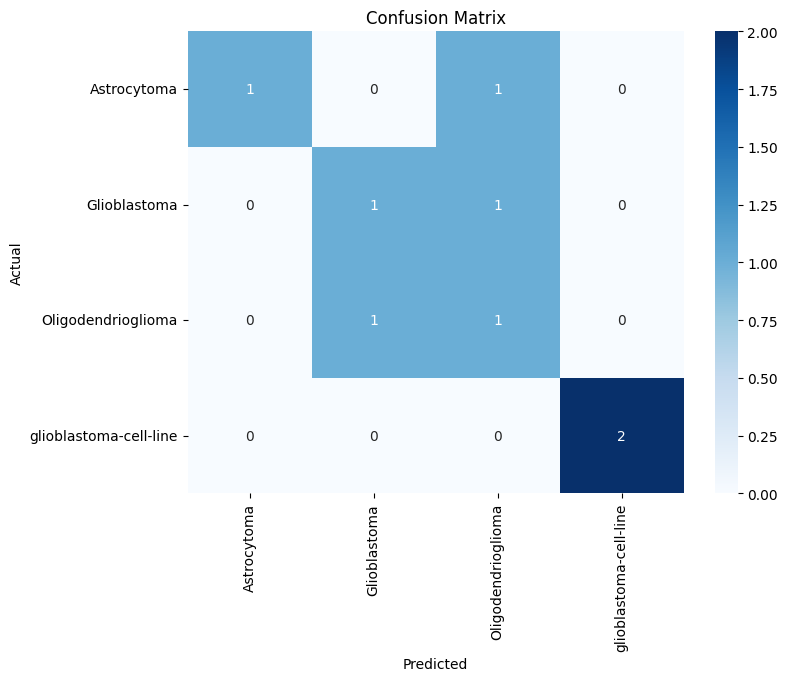 Confusion Matrix
Actual
Astrocytoma 1 0 1 0
Glioblastoma 0 1 1 0
Oligodendrioglioma 0 1 1 0
glioblastoma-cell-line 0 0 0 2
Astrocytoma Glioblastoma Oligodendrioglioma glioblastoma-cell-line
Predicted
2.00
1.75
1.50
1.25
1.00
0.75
0.50
0.25
0.00